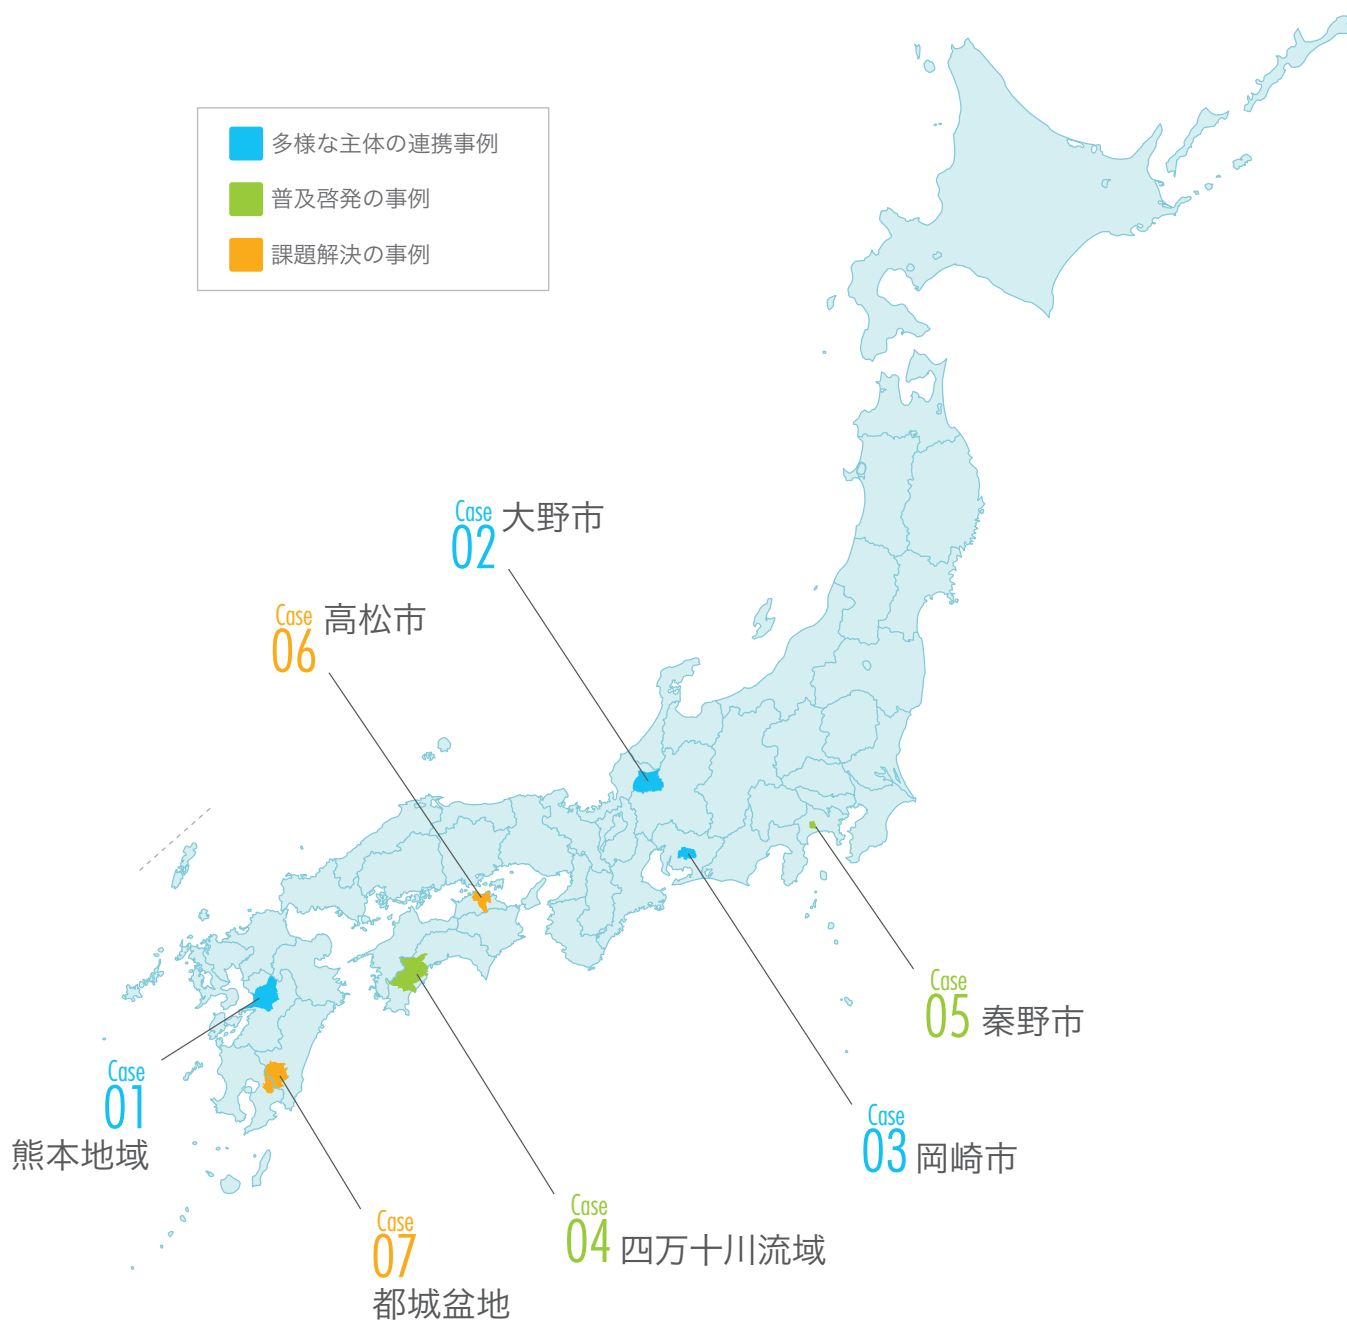 多様な主体の連携事例
普及啓発の事例
課題解決の事例
Case
02 大野市
Case
06 高松市
Case
05 秦野市
Case
01
熊本地域
Case
03 岡崎市
Case
04 四万十川流域
Case
07
都城盆地